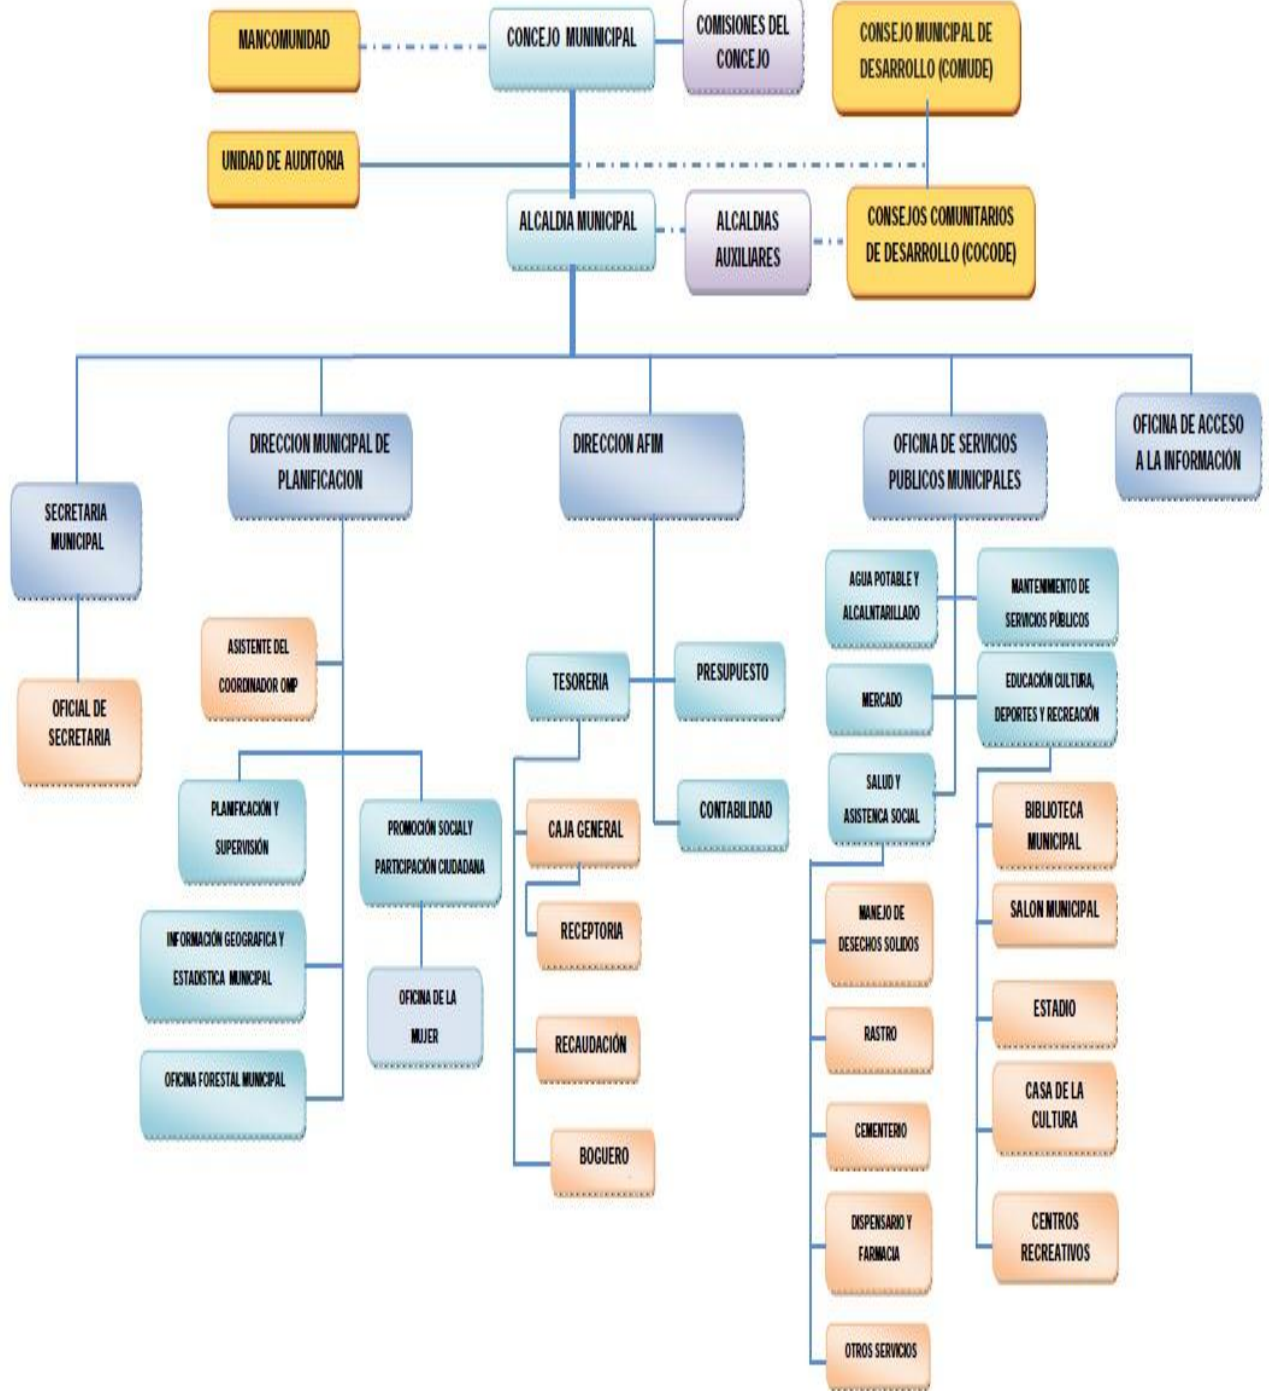 MANCOMUNIDAD
CONCEJO MUNINICIPAL
COMISIONES DEL
CONCEJO
CONSEJO MUNICIPAL DE
DESARROLLO (COMUDE)
UNIDAD DE AUDITORIA
ALCALDIA MUNICIPAL
ALCALDIAS
AUXILIARES
CONSEJOS COMUNITARIOS
DE DESARROLLO (COCODE)
SECRETARIA
MUNICIPAL
DIRECCION MUNICIPAL DE
PLANIFICACION
DIRECCION AFIM
OFICINA DE SERVICIOS
PUBLICOS MUNICIPALES
OFICINA DE ACCESO
A LA INFORMACIÓN
OFICIAL DE
SECRETARIA
ASISTENTE DEL
COORDINADOR OMP
PLANIFICACIÓN Y
SUPERVISIÓN
PROMOCIÓN SOCIAL Y
PARTICIPACIÓN CIUDADANA
INFORMACIÓN GEOGRAFICA Y
ESTADISTICA MUNICIPAL
OFICINA DE LA
MUJER
OFICINA FORESTAL MUNICIPAL
TESORERIA
PRESUPUESTO
CONTABILIDAD
CAJA GENERAL
RECEPTORIA
RECAUDACIÓN
BOGUERO
AGUA POTABLE Y
ALCALNTARILLADO
MANTENIMIENTO DE
SERVICIOS PÚBLICOS
MERCADO
EDUCACIÓN CULTURA,
DEPORTES Y RECREACIÓN
SALUD Y
ASISTENCA SOCIAL
MANEJO DE
DESECHOS SOLIDOS
RASTRO
CEMENTERIO
DISPENSARIO Y
FARMACIA
OTROS SERVICIOS
BIBLIOTECA
MUNICIPAL
SALON MUNICIPAL
ESTADIO
CASA DE LA
CULTURA
CENTROS
RECREATIVOS